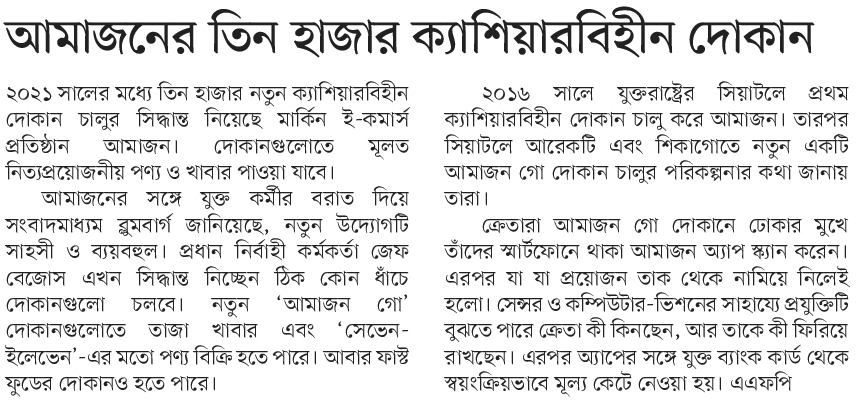 আমাজনের তিন হাজার ক্যাশিয়ারবিহীন দোকান
২০২১ সালের মধ্যে তিন হাজার নতুন ক্যাশিয়ারবিহীন
দোকান চালুর সিদ্ধান্ত নিয়েছে মার্কিন ই-কমার্স
প্রতিষ্ঠান আমাজন। দোকানগুলোতে মূলত
নিত্যপ্রয়োজনীয় পণ্য ও খাবার পাওয়া যাবে।
আমাজনের সঙ্গে যুক্ত কর্মীর বরাত দিয়ে
সংবাদমাধ্যম ব্লুমবার্গ জানিয়েছে, নতুন উদ্যোগটি
সাহসী ও ব্যয়বহুল। প্রধান নির্বাহী কর্মকর্তা জেফ
বেজোস এখন সিদ্ধান্ত নিচ্ছেন ঠিক কোন ধাঁচে
দোকানগুলো চলবে। নতুন ‘আমাজন গো’
দোকানগুলোতে তাজা খাবার এবং ‘সেভেন-
ইলেভেন’-এর মতো পণ্য বিক্রি হতে পারে। আবার ফাস্ট
ফুডের দোকানও হতে পারে।
২০১৬ সালে যুক্তরাষ্ট্রের সিয়াটলে প্রথম
ক্যাশিয়ারবিহীন দোকান চালু করে আমাজন। তারপর
সিয়াটলে আরেকটি এবং শিকাগোতে নতুন একটি
আমাজন গো দোকান চালুর পরিকল্পনার কথা জানায়
তারা।
ক্রেতারা আমাজন গো দোকানে ঢোকার মুখে
তাঁদের স্মার্টফোনে থাকা আমাজন অ্যাপ স্ক্যান করেন।
এরপর যা যা প্রয়োজন তাক থেকে নামিয়ে নিলেই
হলো। সেন্সর ও কম্পিউটার-ভিশনের সাহায্যে প্রযুক্তিটি
বুঝতে পারে ক্রেতা কী কিনছেন, আর তাকে কী ফিরিয়ে
রাখছেন। এরপর অ্যাপের সঙ্গে যুক্ত ব্যাংক কার্ড থেকে
স্বয়ংক্রিয়ভাবে মূল্য কেটে নেওয়া হয়। এএফপি